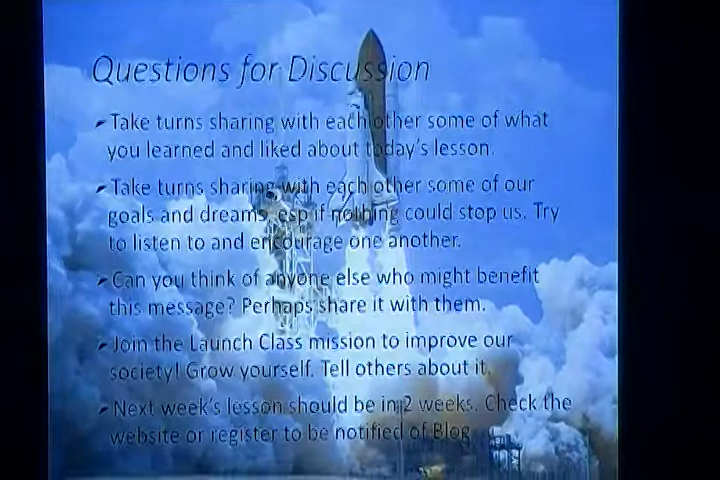 Questions for Discussion
Take turns sharing with each other some of what
you learned and liked about today's lesson.
Take turns sharing with each other some of our
goals and dreams, esp if nothing could stop us. Try
to listen to and encourage one another.
Can you think of anyone else who might benefit
this message? Perhaps share it with them.
Join the Launch Class mission to improve our
society! Grow yourself. Tell others about it.
Next week's lesson should be in 2 weeks. Check the
website or register to be notified of Blog